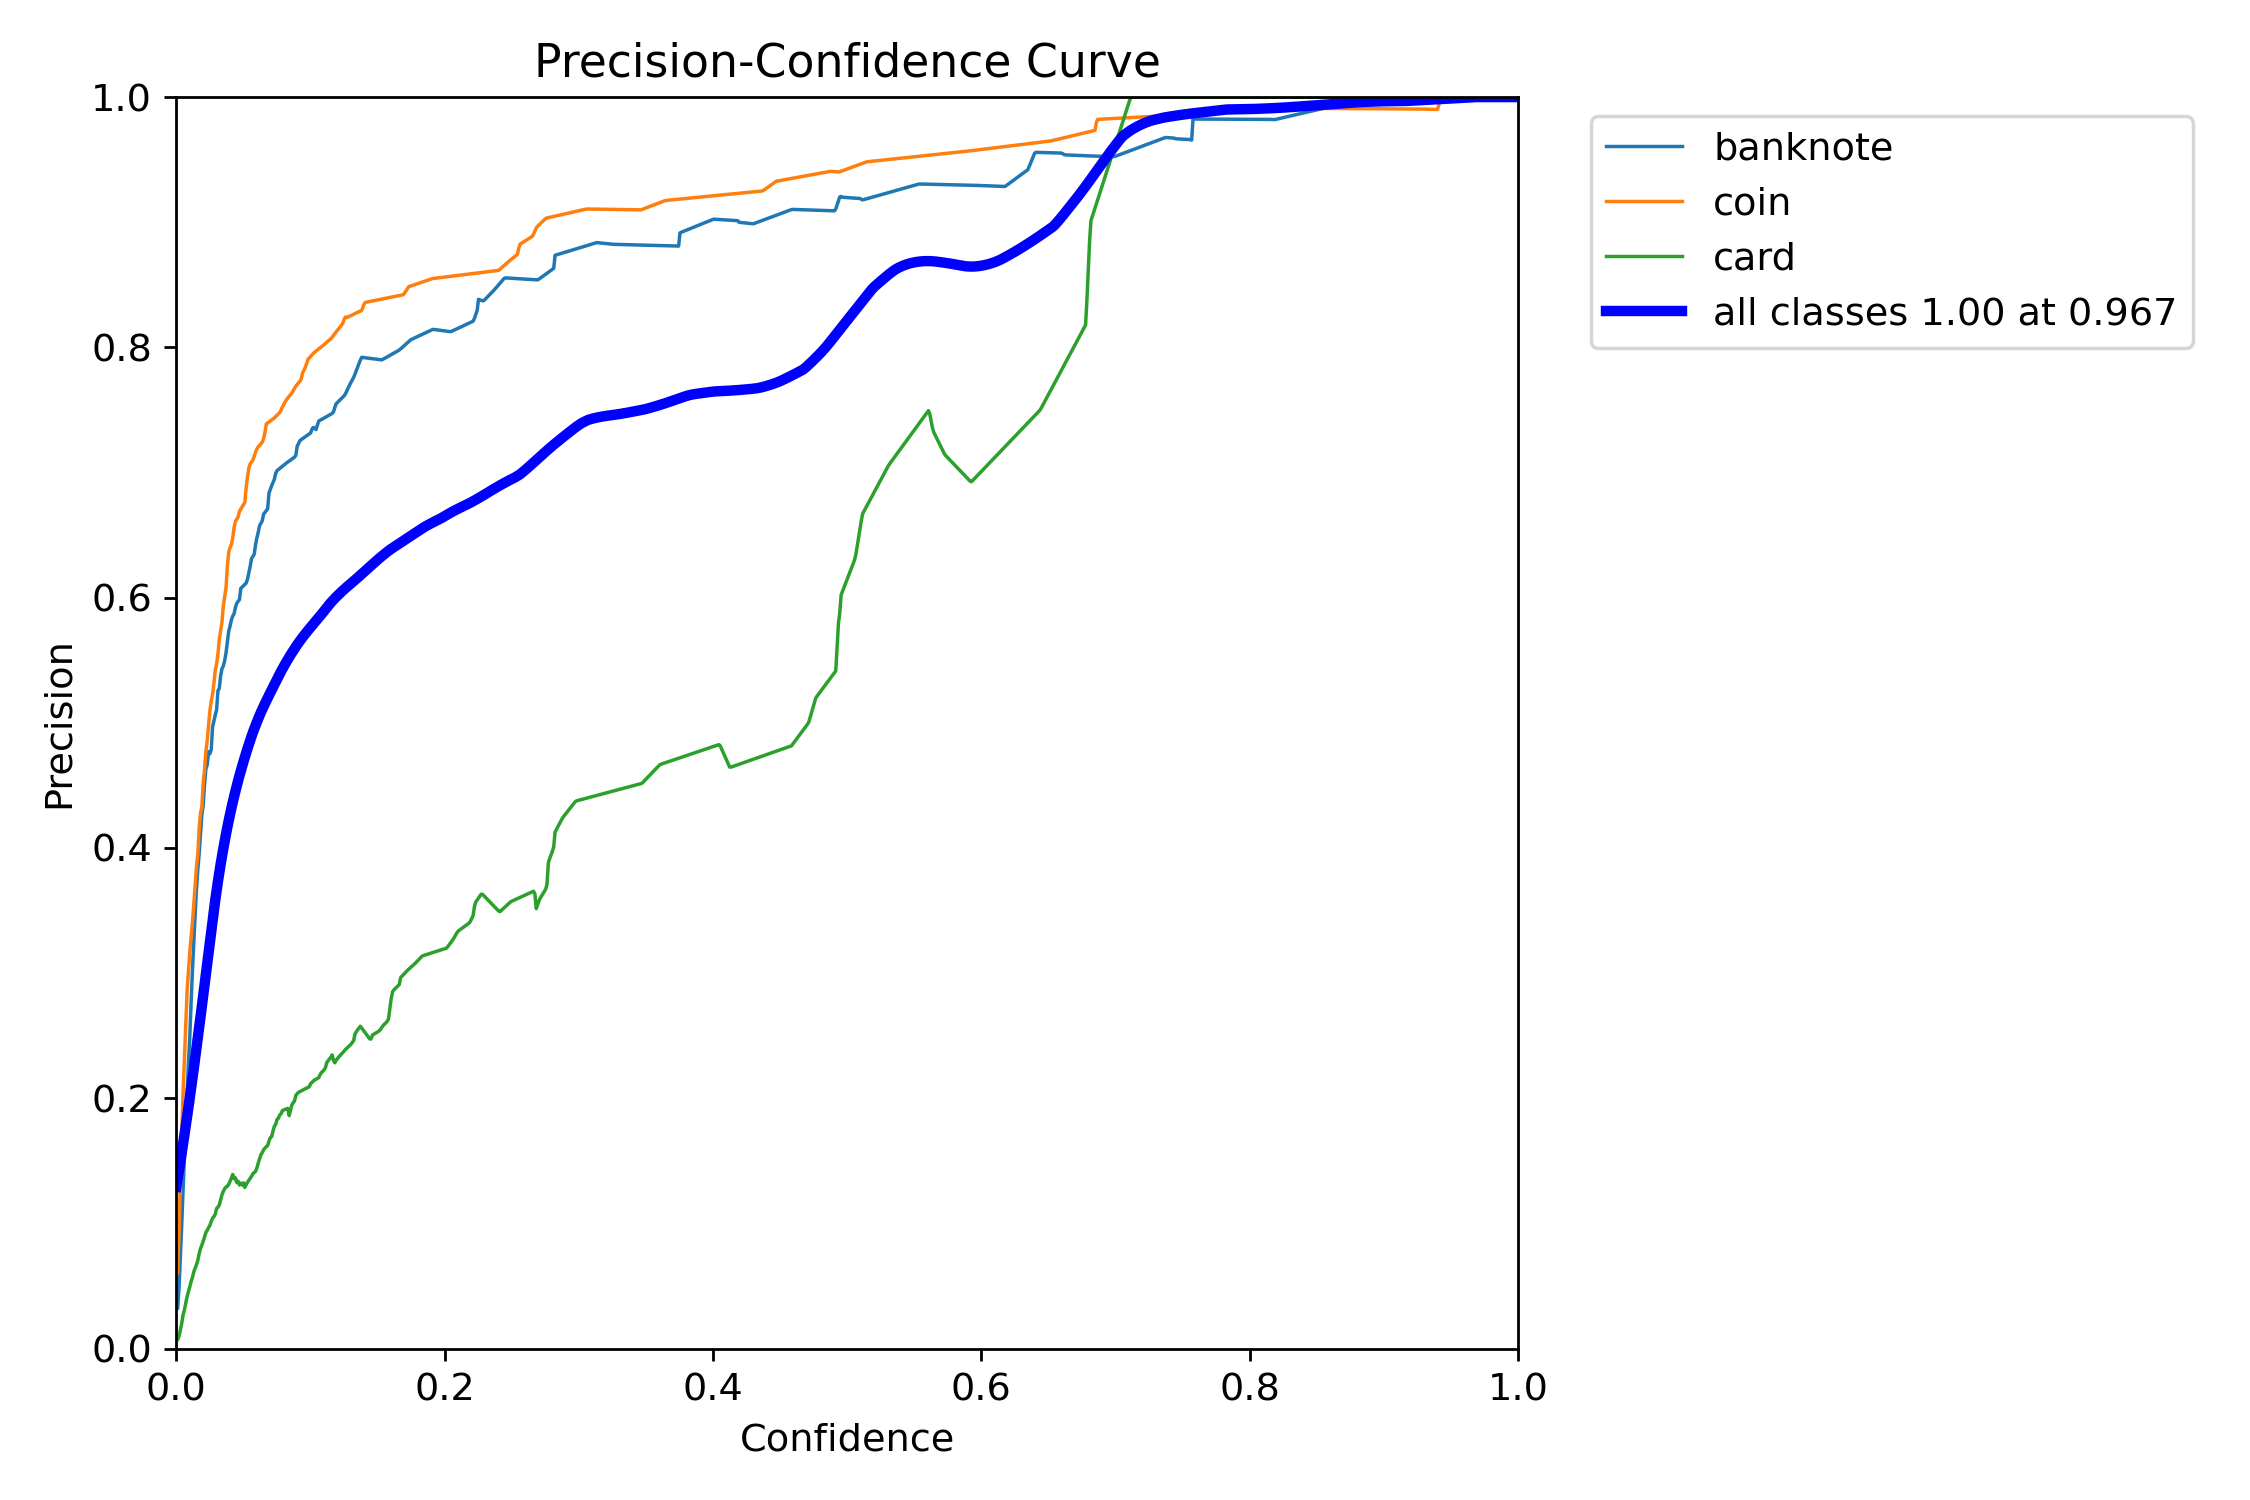 Precision-Confidence Curve
1.0
0.8
0.6
0.4
0.2
0.0
Precision
0.0 0.2 0.4 0.6 0.8 1.0
Confidence
banknote
coin
card
all classes 1.00 at 0.967